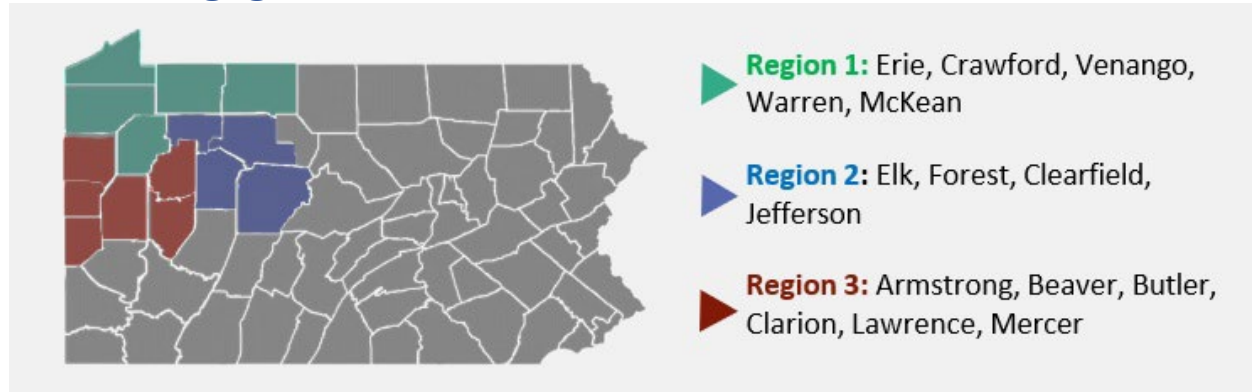 Region 1: Erie, Crawford, Venango,
Warren, McKean
Region 2: Elk, Forest, Clearfield,
Jefferson
Region 3: Armstrong, Beaver, Butler,
Clarion, Lawrence, Mercer